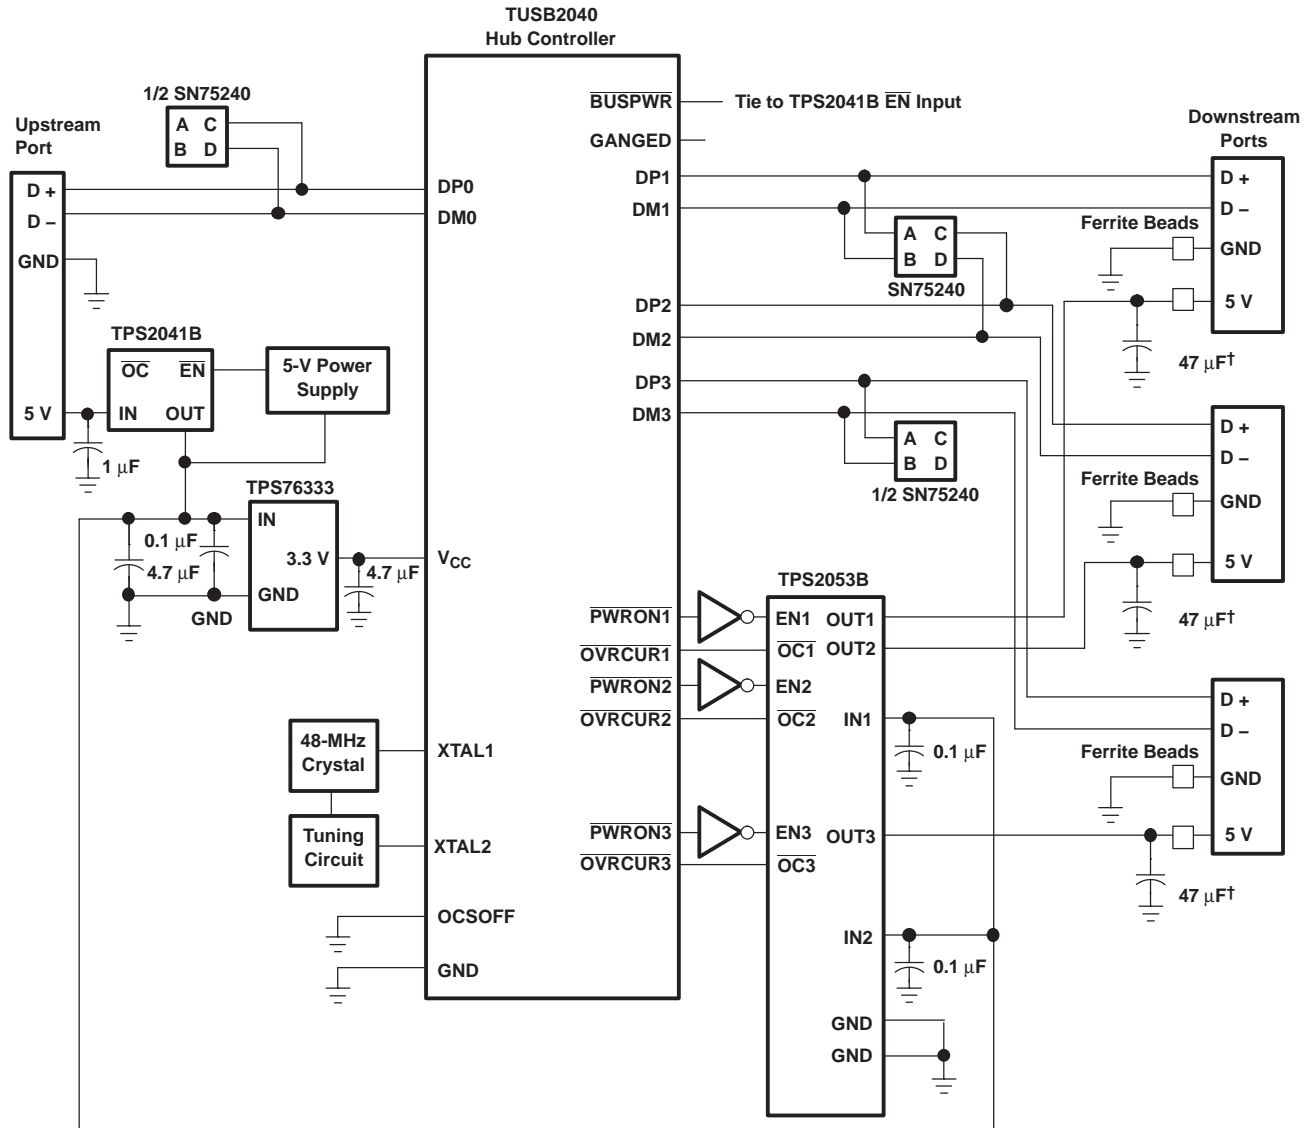 TUSB2040
Hub Controller
1/2 SN75240
A C
B D
Upstream
Port
D +
D –
GND
5 V
BUSPWR
Tie to TPS2041B EN Input
GANGED
DP0
DM0
DP1
DM1
DP2
DM2
DP3
DM3
A C
B D
SN75240
A C
B D
1/2 SN75240
Downstream
Ports
D +
D –
Ferrite Beads
GND
5 V
47 µF†
D +
D –
Ferrite Beads
GND
5 V
47 µF†
D +
D –
Ferrite Beads
GND
5 V
47 µF†
TPS2041B
OC EN
IN OUT
5-V Power
Supply
1 µF
TPS76333
IN
3.3 V
GND
0.1 µF
4.7 µF
GND
4.7 µF
VCC
PWRON1
OVRCUR1
PWRON2
OVRCUR2
PWRON3
OVRCUR3
TPS2053B
EN1 OUT1
OC1 OUT2
EN2
OC2 IN1
EN3 OUT3
OC3
IN2
GND
GND
0.1 µF
0.1 µF
48-MHz
Crystal
Tuning
Circuit
XTAL1
XTAL2
OCSOFF
GND